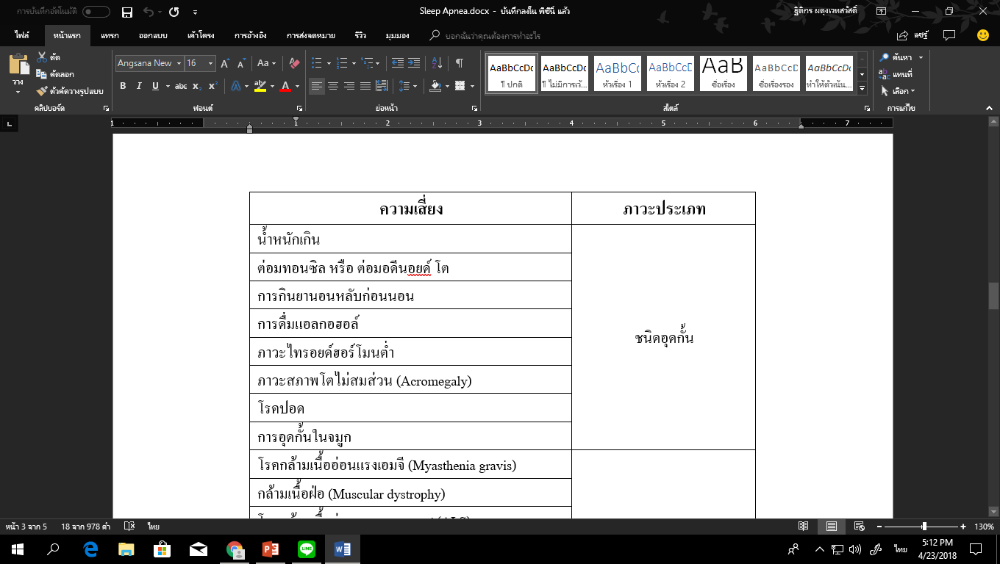 การบันทึกอัตโนมัติ
Sleep Apnea.docx - บันทึกลงใน พีซีนี้ แล้ว
ฐิติกร ผดุงเวทสวัสดิ์
ไฟล์ หน้าแรก แทรก ออกแบบ เค้าโครง การอ้างอิง การส่งจดหมาย รีวิว มุมมอง บอกฉันว่าคุณต้องการทำอะไร แชร์
วาง
ตัด
คัดลอก
ตัวคัดวางรูปแบบ
คลิปบอร์ด
Angsana New 16
ฟอนต์
ย่อหน้า
AaBbCcDc AaBbCcDc AaBbCc AaBbCcD AaB AaBbCcD AaBbCcDc
¶ ปกติ ¶ ไม่มีการเว้... หัวเรื่อง 1 หัวเรื่อง 2 ชื่อเรื่อง ชื่อเรื่องรอง ทำให้ตัวเน้น...
สไตล์
ค้นหา
แทนที่
เลือก
การแก้ไข
1 1 2 3 4 5 6 7
ความเสี่ยง ภาวะประเภท
น้ำหนักเกิน
ต่อมทอนซิล หรือ ต่อมอดีนอยด์ โต
การกินยานอนหลับก่อนนอน
การดื่มแอลกอฮอล์
ภาวะไทรอยด์ฮอร์โมนต่ำ
ภาวะสภาพโตไม่สมส่วน (Acromegaly)
โรคปอด
การอุดกั้นในจมูก
ชนิดอุดกั้น
โรคกล้ามเนื้ออ่อนแรงเอมจี (Myasthenia gravis)
กล้ามเนื้อฝ่อ (Muscular dystrophy)
หน้า 3 จาก 5 18 จาก 978 คำ ไทย 130%
ไทย
5:12 PM
4/23/2018